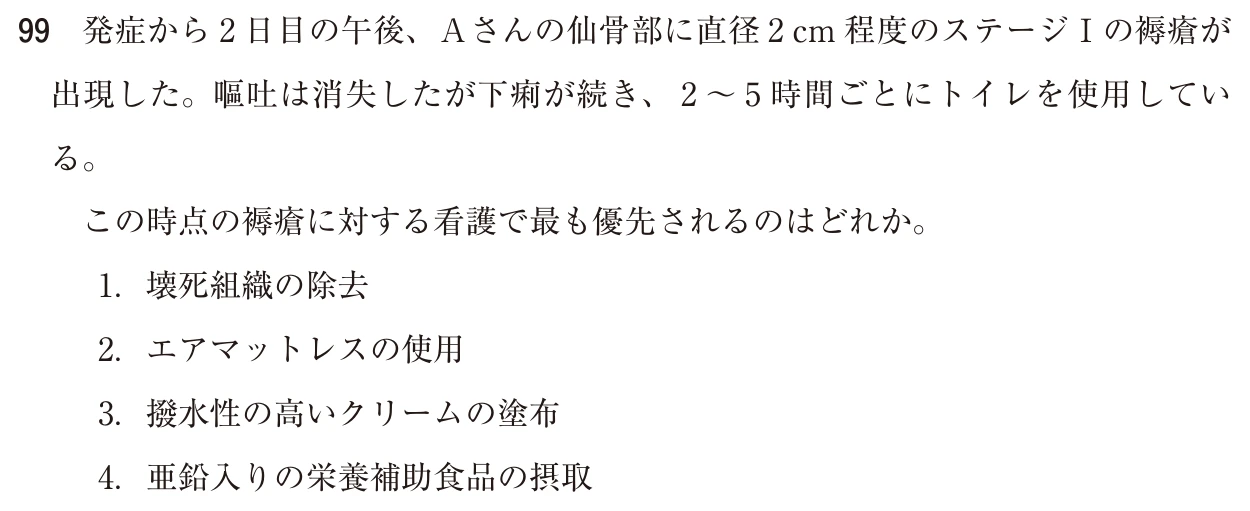 99 発症から2日目の午後、Aさんの仙骨部に直径2cm程度のステージⅠの褥瘡が
出現した。嘔吐は消失したが下痢が続き、2～5時間ごとにトイレを使用してい
る。
この時点の褥瘡に対する看護で最も優先されるのはどれか。
1. 壊死組織の除去
2. エアマットレスの使用
3. 撥水性の高いクリームの塗布
4. 亜鉛入りの栄養補助食品の摂取